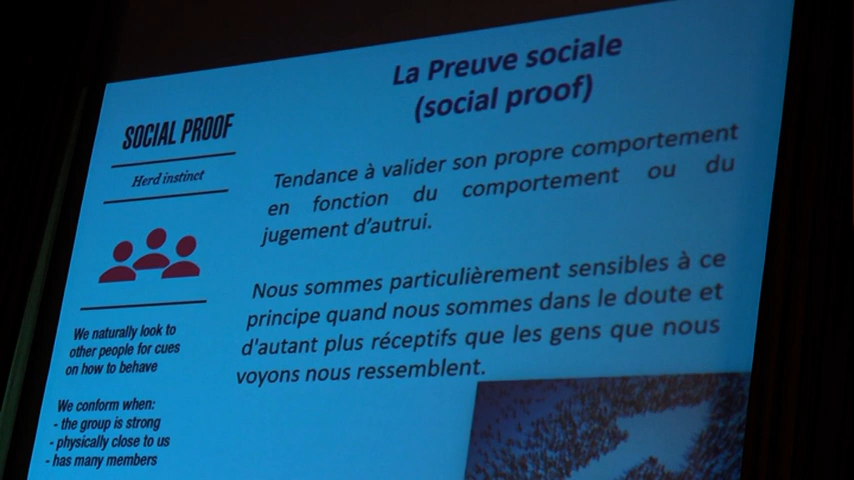 La Preuve sociale
(social proof)
SOCIAL PROOF
Herd instinct
We naturally look to
other people for cues
on how to behave
We conform when:
- the group is strong
- physically close to us
- has many members
Tendance à valider son propre comportement
en fonction du comportement ou du
jugement d'autrui.
Nous sommes particulièrement sensibles à ce
principe quand nous sommes dans le doute et
d'autant plus réceptifs que les gens que nous
voyons nous ressemblent.